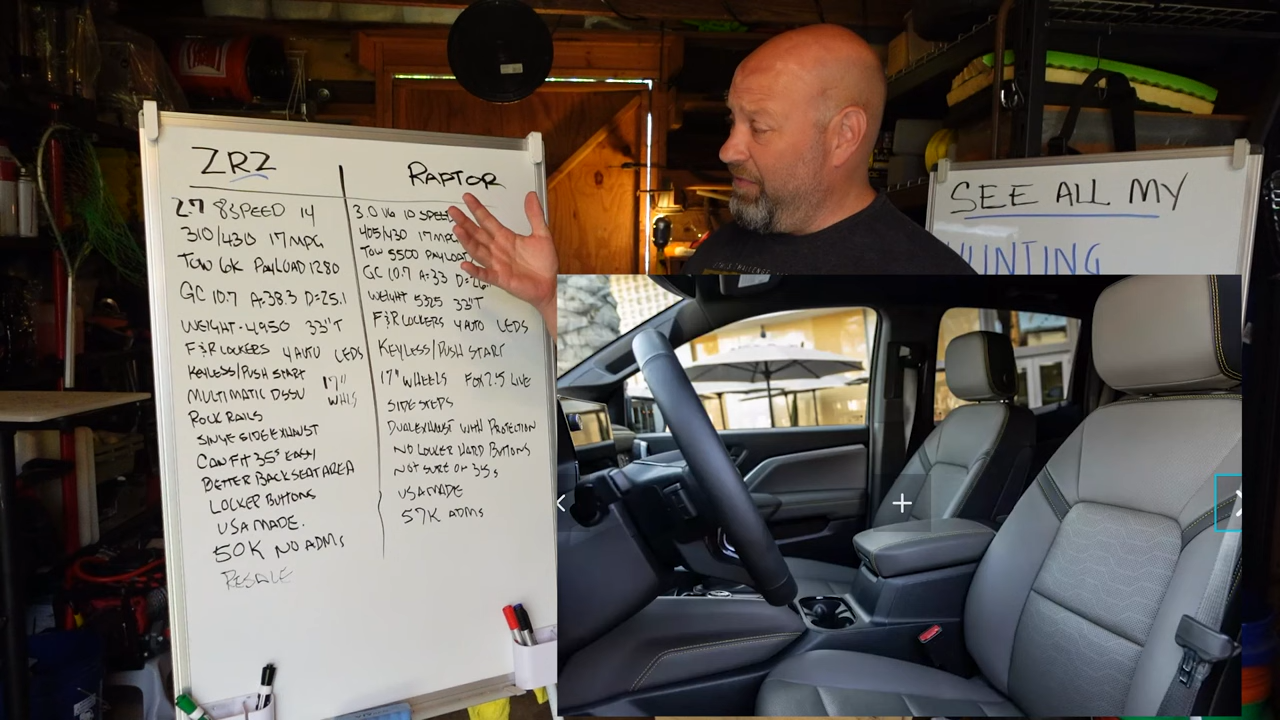 ZR2
2.7 8SPEED 14
310/430 17MPG
TOW 6K PAYLOAD 1280
GC 10.7 A=38.3 D=25.1
WEIGHT-4950 33"T
F&R LOCKERS 4AUTO LEDS
KEYLESS/PUSH START
MULTIMATIC DSSV 17" WHLS
ROCK RAILS
SINGLE SIDE EXHAUST
CAN FIT 35s EASY
BETTER BACKSEAT AREA
LOCKER BUTTONS
USA MADE.
50K NO ADMs
RESALE
RAPTOR
3.0 V6 10 SPEED
405/430 17MPG
TOW 5500 PAYLOAD
GC 10.7 A=33 D=26.
WEIGHT 5325 33"T
F&R LOCKERS 4AUTO LEDS
KEYLESS/PUSH START
17" WHEELS FOX 2.5 LIVE
SIDE STEPS
DUAL EXHAUST WITH PROTECTION
NO LOCKER HARD BUTTONS
NOT SURE OF 35s
USA MADE
57K ADMs
SEE ALL MY
HUNTING